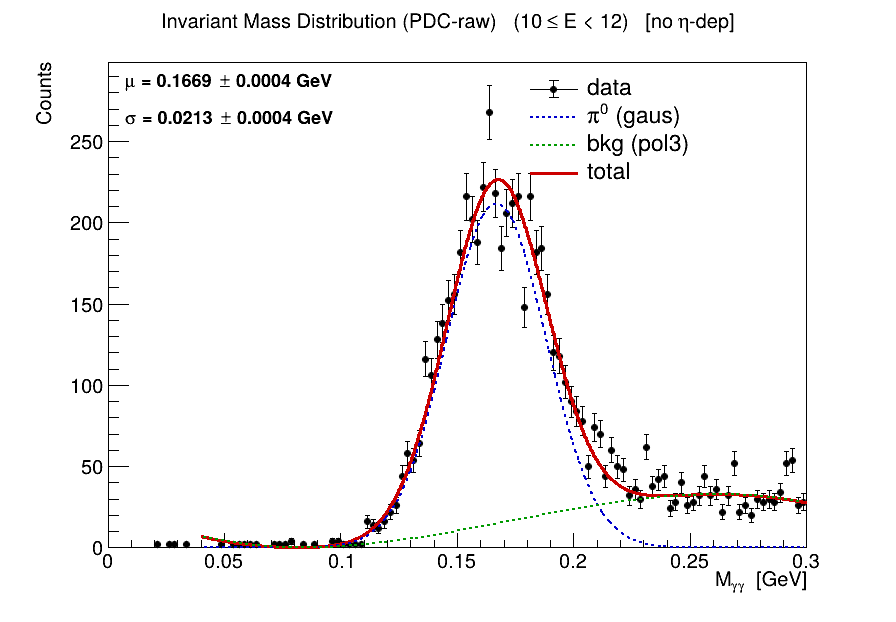 Invariant Mass Distribution (PDC-raw) (10 ≤ E < 12) [no η-dep]
Counts
μ = 0.1669 ± 0.0004 GeV
σ = 0.0213 ± 0.0004 GeV
data
π⁰ (gaus)
bkg (pol3)
total
250
200
150
100
50
0
0 0.05 0.1 0.15 0.2 0.25 0.3
Mγγ [GeV]